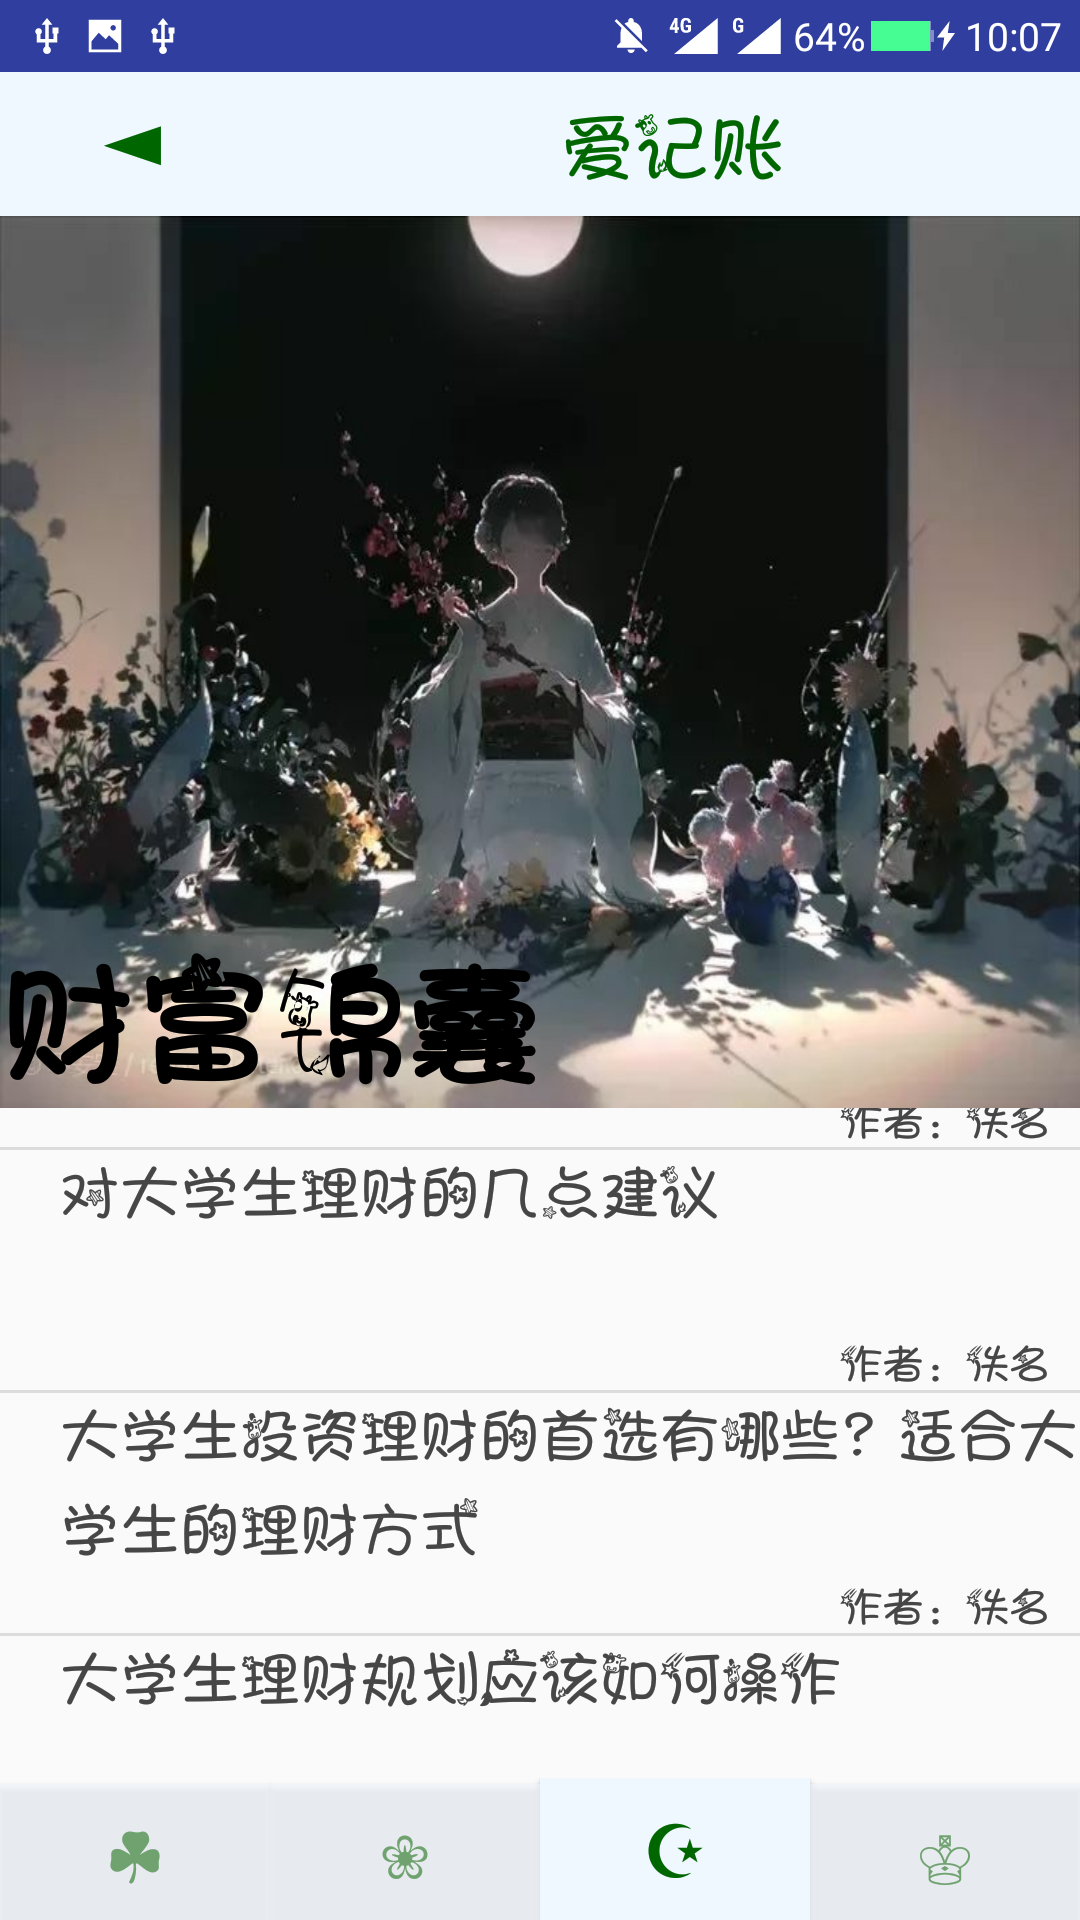 4G G 64% 10:07
爱记账
财富锦囊
作者：佚名
对大学生理财的几点建议
作者：佚名
大学生投资理财的首选有哪些？适合大
学生的理财方式
作者：佚名
大学生理财规划应该如何操作